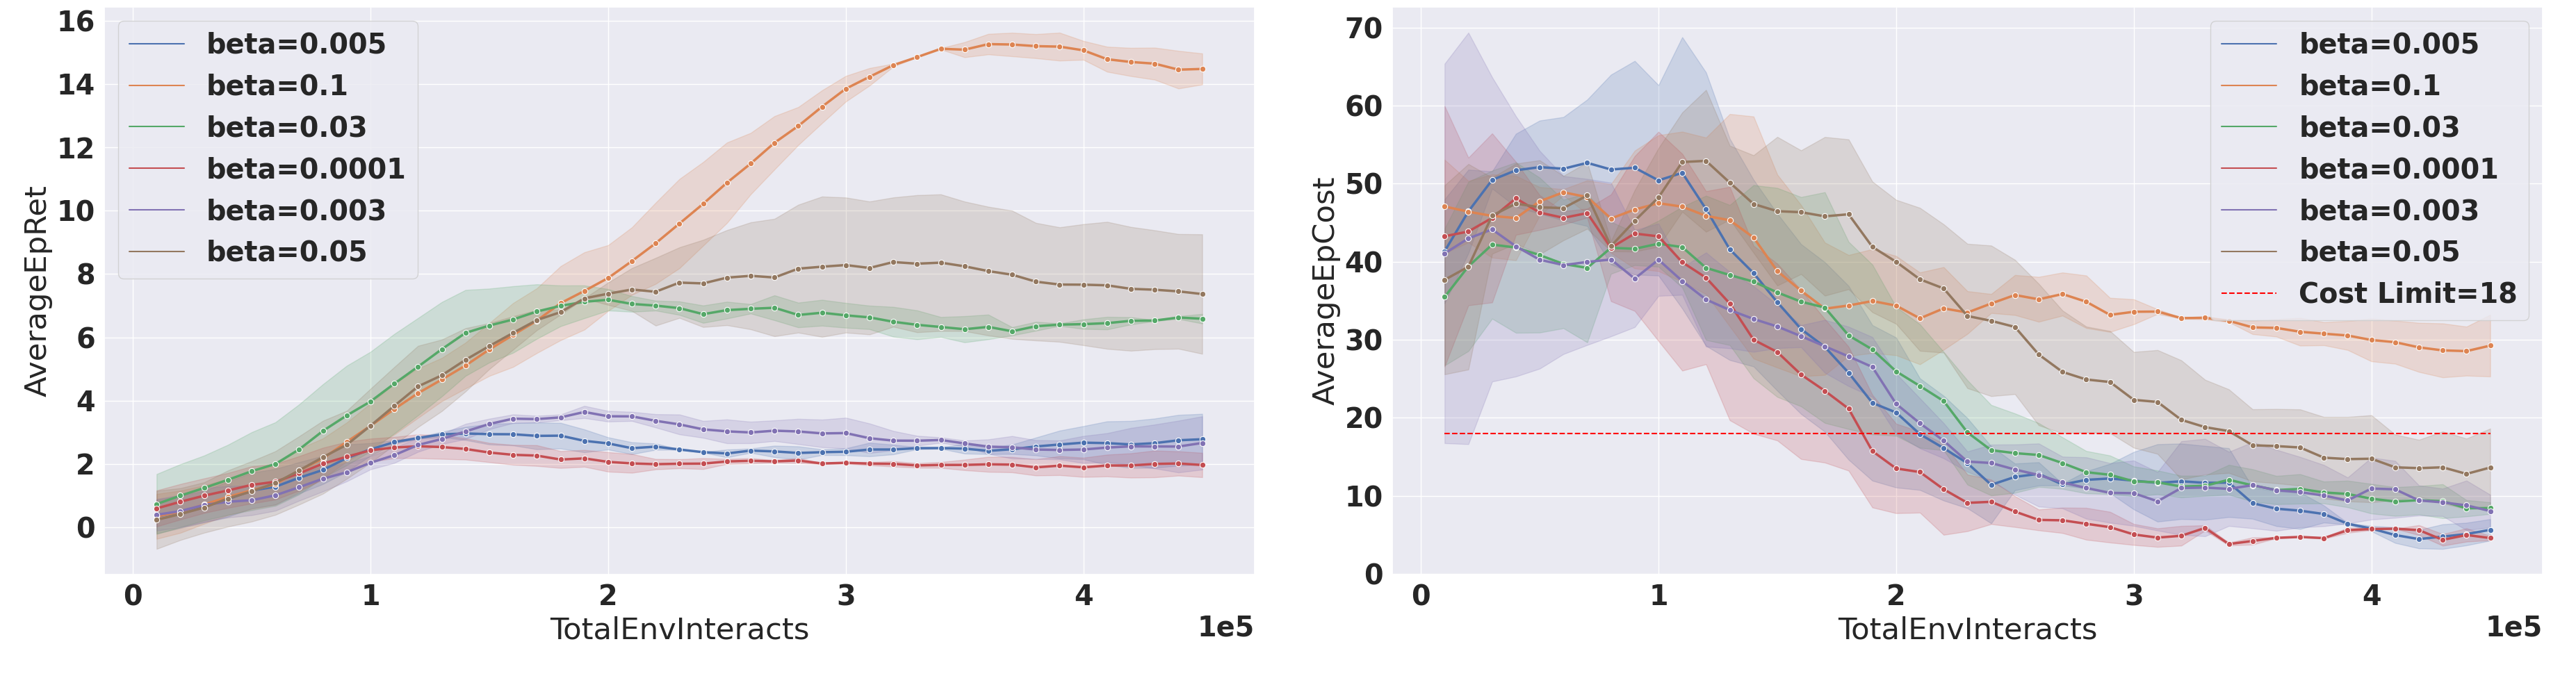 16
14
12
10
8
6
4
2
0
AverageEpRet
beta=0.005
beta=0.1
beta=0.03
beta=0.0001
beta=0.003
beta=0.05
0 1 2 3 4
TotalEnvInteracts
1e5
70
60
50
40
30
20
10
0
AverageEpCost
beta=0.005
beta=0.1
beta=0.03
beta=0.0001
beta=0.003
beta=0.05
Cost Limit=18
0 1 2 3 4
TotalEnvInteracts
1e5